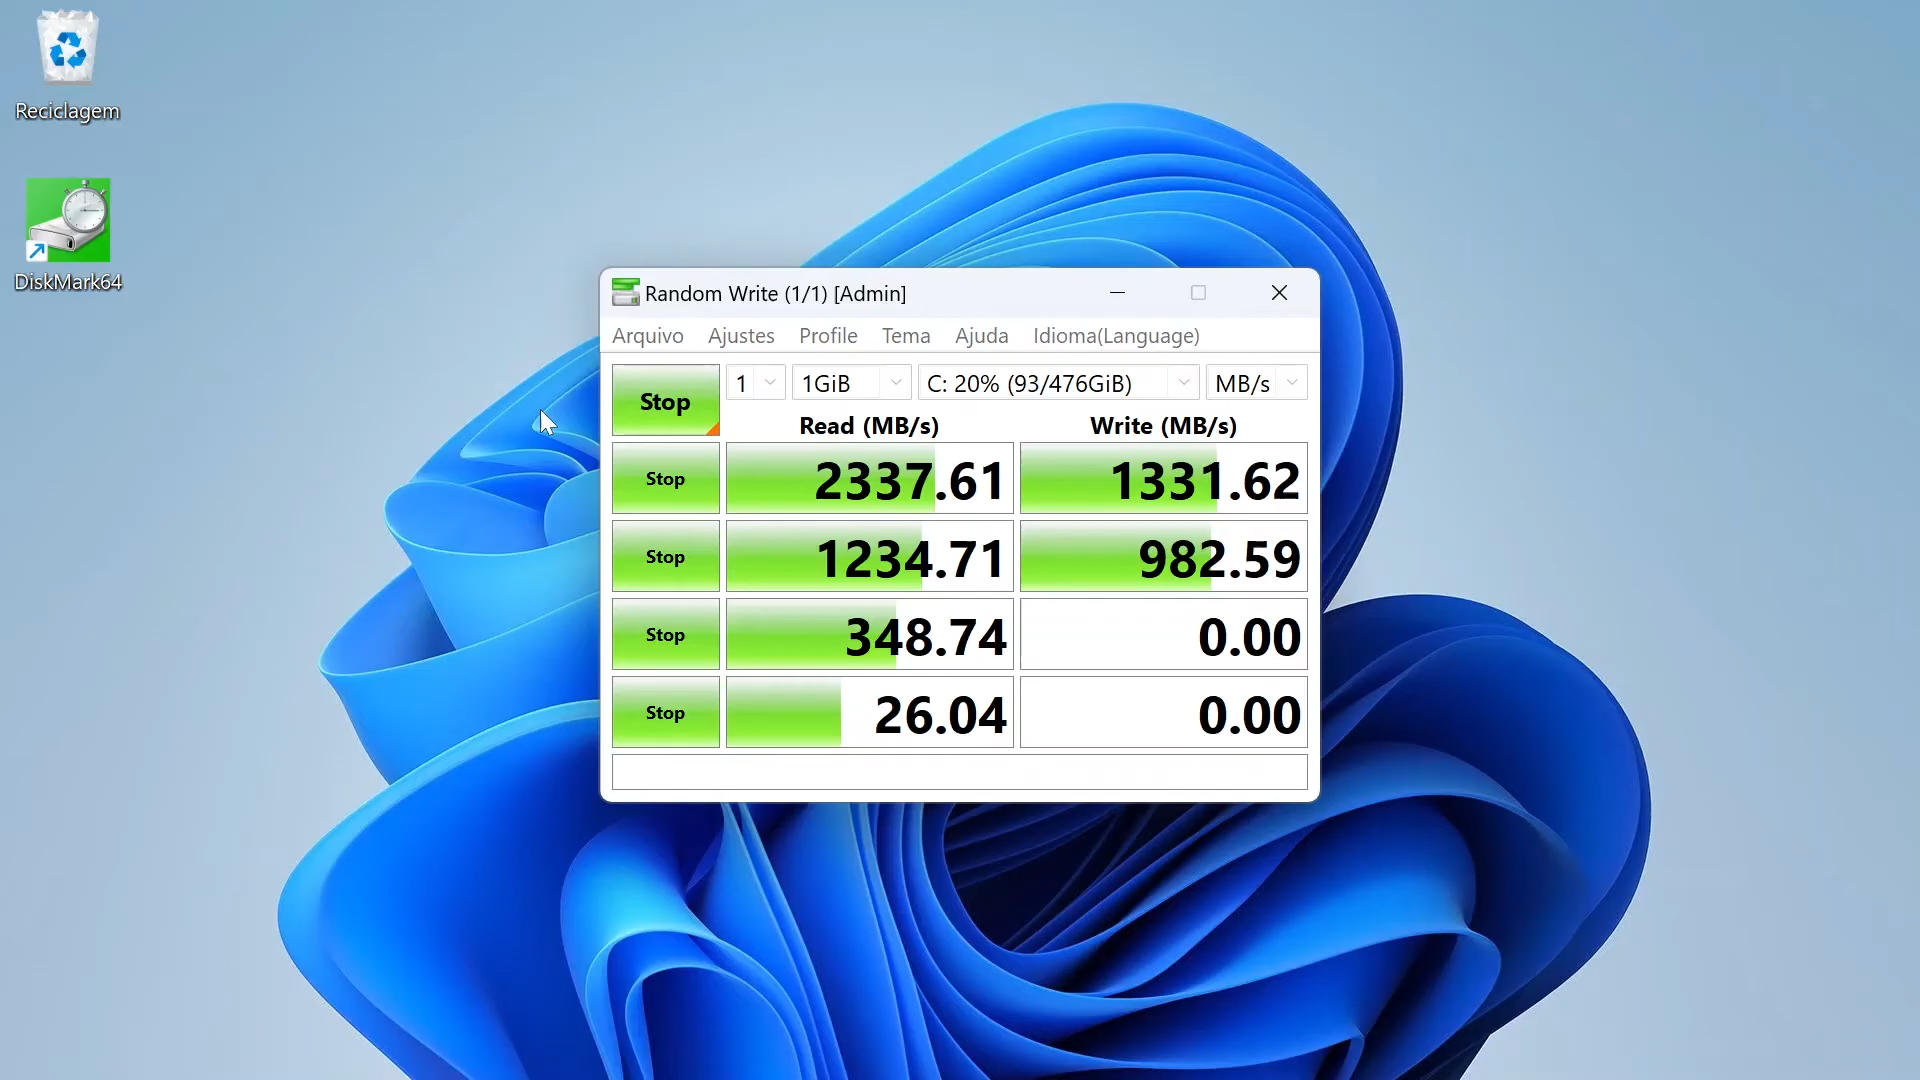 Reciclagem
DiskMark64
Random Write (1/1) [Admin]
Arquivo Ajustes Profile Tema Ajuda Idioma(Language)
Stop 1 1GiB C: 20% (93/476GiB) MB/s
Read (MB/s) Write (MB/s)
Stop 2337.61 1331.62
Stop 1234.71 982.59
Stop 348.74 0.00
Stop 26.04 0.00